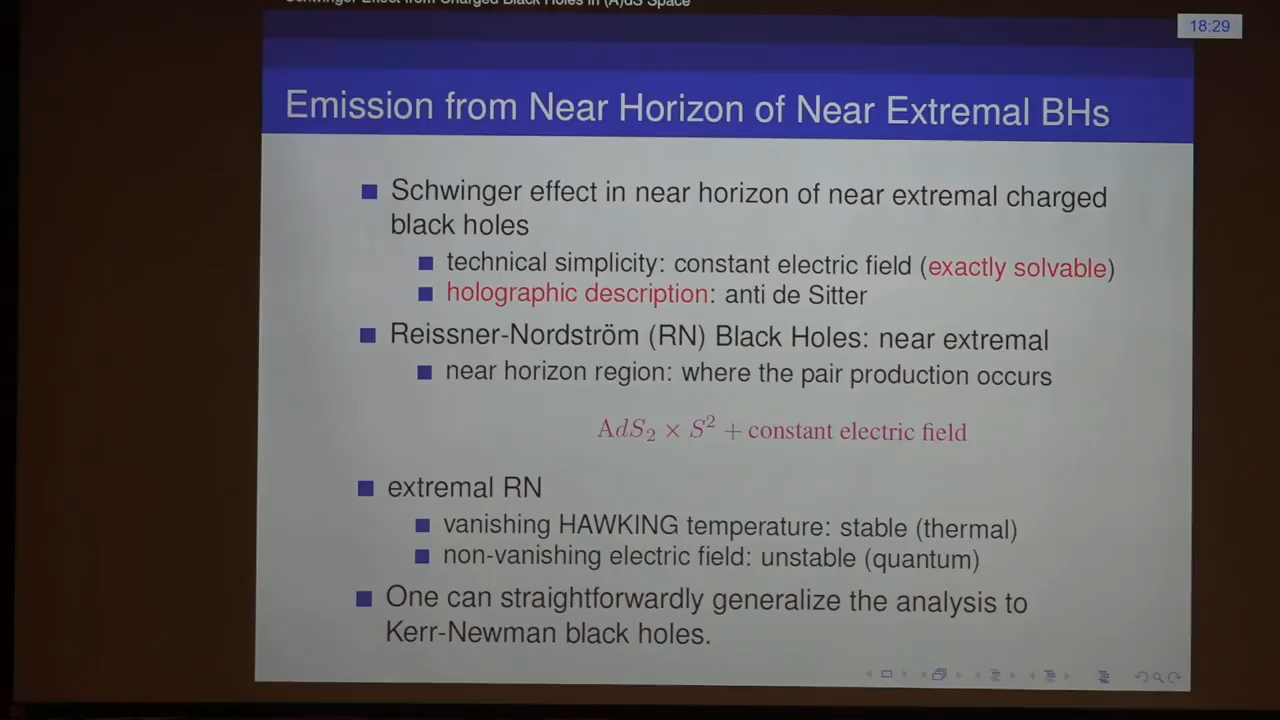 Schwinger Effect from Charged Black Holes in (A)dS Space
18:29
Emission from Near Horizon of Near Extremal BHs
Schwinger effect in near horizon of near extremal charged
black holes
technical simplicity: constant electric field (exactly solvable)
holographic description: anti de Sitter
Reissner-Nordström (RN) Black Holes: near extremal
near horizon region: where the pair production occurs
AdS₂ × S² + constant electric field
extremal RN
vanishing HAWKING temperature: stable (thermal)
non-vanishing electric field: unstable (quantum)
One can straightforwardly generalize the analysis to
Kerr-Newman black holes.